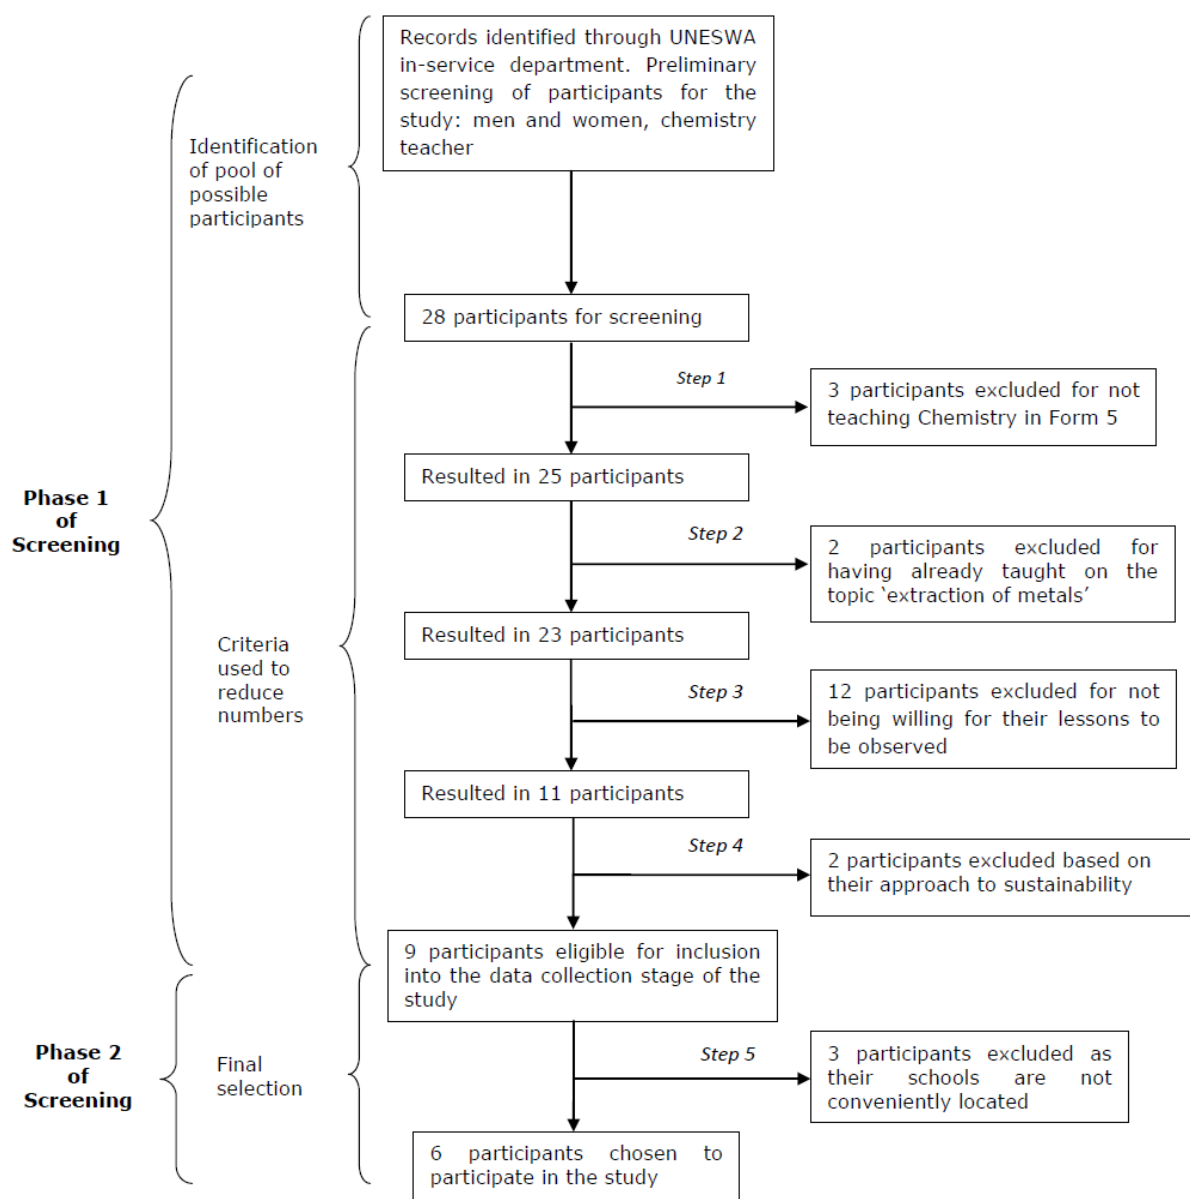 Records identified through UNESWA
in-service department. Preliminary
screening of participants for the
study: men and women, chemistry
teacher
Identification
of pool of
possible
participants
28 participants for screening
Step 1
3 participants excluded for not
teaching Chemistry in Form 5
Resulted in 25 participants
Phase 1
of
Screening
Step 2
2 participants excluded for
having already taught on the
topic ‘extraction of metals’
Resulted in 23 participants
Criteria
used to
reduce
numbers
Step 3
12 participants excluded for not
being willing for their lessons to
be observed
Resulted in 11 participants
Step 4
2 participants excluded based on
their approach to sustainability
9 participants eligible for inclusion
into the data collection stage of the
study
Phase 2
of
Screening
Final
selection
Step 5
3 participants excluded as
their schools are not
conveniently located
6 participants chosen to
participate in the study